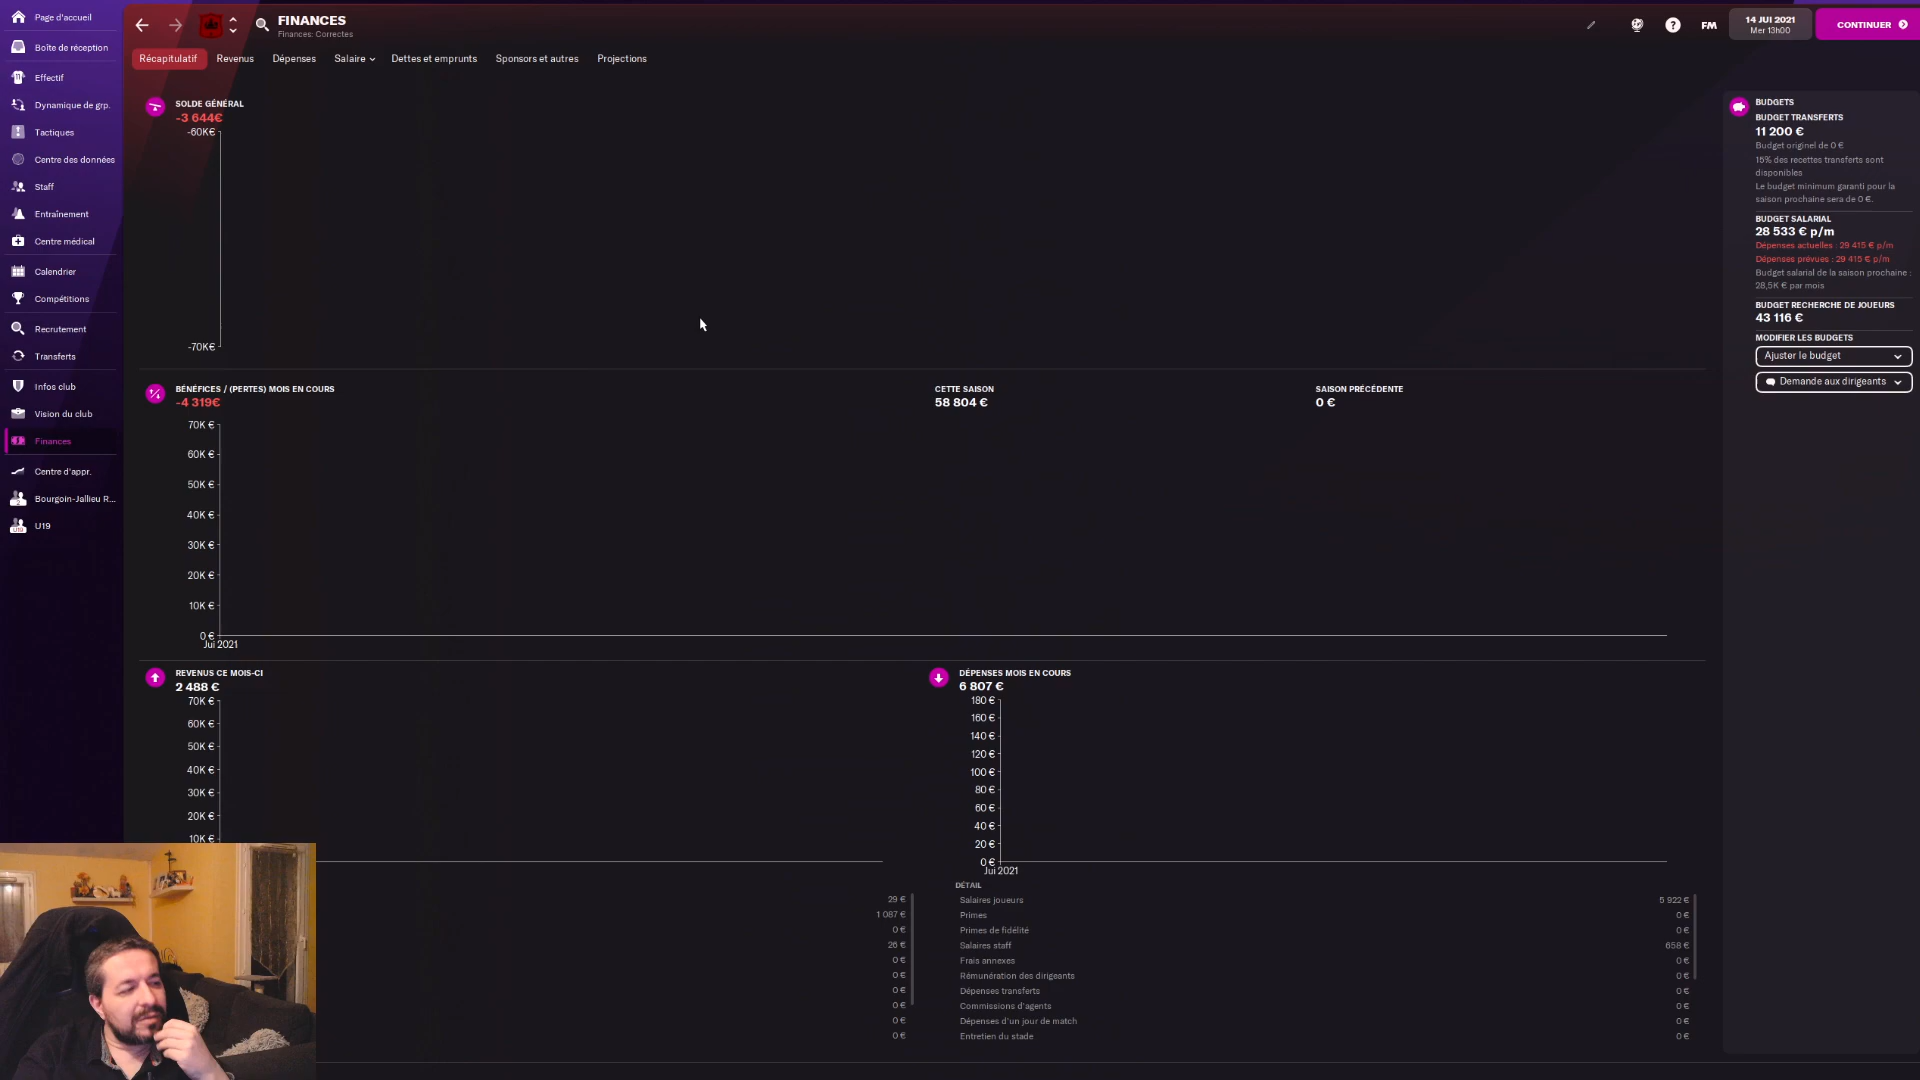 Page d'accueil
Boîte de réception
Effectif
Dynamique de grp.
Tactiques
Centre des données
Staff
Entraînement
Centre médical
Calendrier
Compétitions
Recrutement
Transferts
Infos club
Vision du club
Finances
Centre d'appr.
Bourgoin-Jallieu R...
U19
FINANCES
Finances: Correctes
FM
14 JUI 2021
Mer 13h00
CONTINUER
Récapitulatif
Revenus
Dépenses
Salaire
Dettes et emprunts
Sponsors et autres
Projections
SOLDE GÉNÉRAL
-3 644€
-60K€
-70K€
BÉNÉFICES / (PERTES) MOIS EN COURS
-4 319€
CETTE SAISON
58 804 €
SAISON PRÉCÉDENTE
0 €
70K €
60K €
50K €
40K €
30K €
20K €
10K €
0 €
Jui 2021
REVENUS CE MOIS-CI
2 488 €
70K €
60K €
50K €
40K €
30K €
20K €
10K €
29 €
1 087 €
0 €
26 €
0 €
0 €
0 €
0 €
0 €
0 €
DÉPENSES MOIS EN COURS
6 807 €
180 €
160 €
140 €
120 €
100 €
80 €
60 €
40 €
20 €
0 €
Jui 2021
DÉTAIL
Salaires joueurs 5 922 €
Primes 0 €
Primes de fidélité 0 €
Salaires staff 658 €
Frais annexes 0 €
Rémunération des dirigeants 0 €
Dépenses transferts 0 €
Commissions d'agents 0 €
Dépenses d'un jour de match 0 €
Entretien du stade 0 €
BUDGETS
BUDGET TRANSFERTS
11 200 €
Budget originel de 0 €
15% des recettes transferts sont
disponibles
Le budget minimum garanti pour la
saison prochaine sera de 0 €.
BUDGET SALARIAL
28 533 € p/m
Dépenses actuelles : 29 415 € p/m
Dépenses prévues : 29 415 € p/m
Budget salarial de la saison prochaine :
28,5K € par mois
BUDGET RECHERCHE DE JOUEURS
43 116 €
MODIFIER LES BUDGETS
Ajuster le budget
Demande aux dirigeants